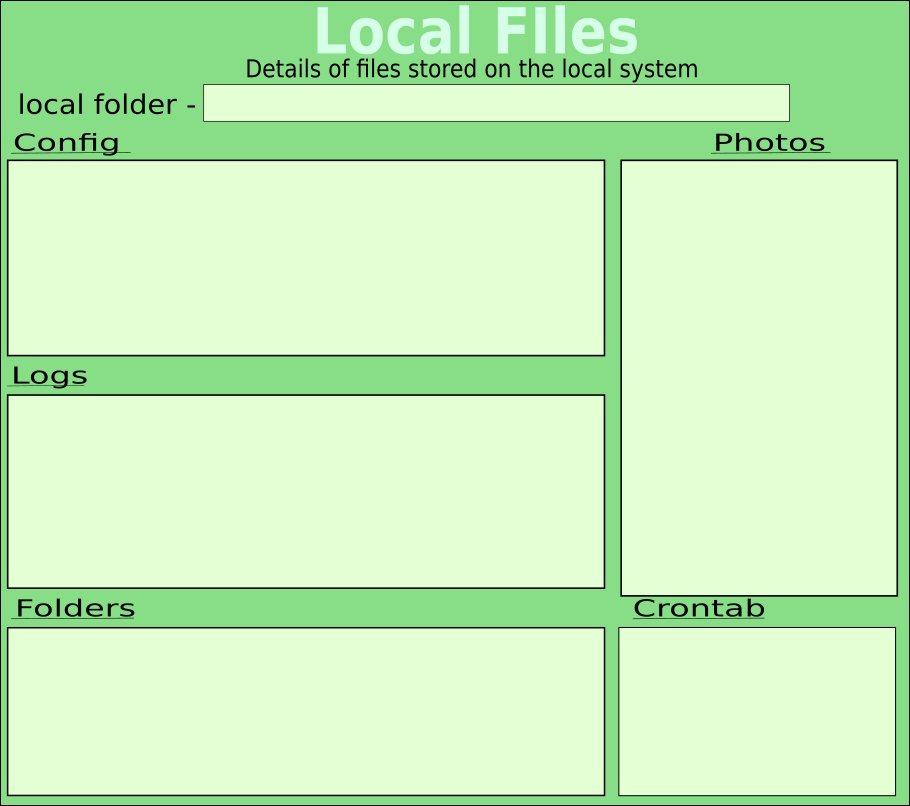 Local FIles
Details of files stored on the local system
local folder -
Config
Photos
Logs
Folders
Crontab